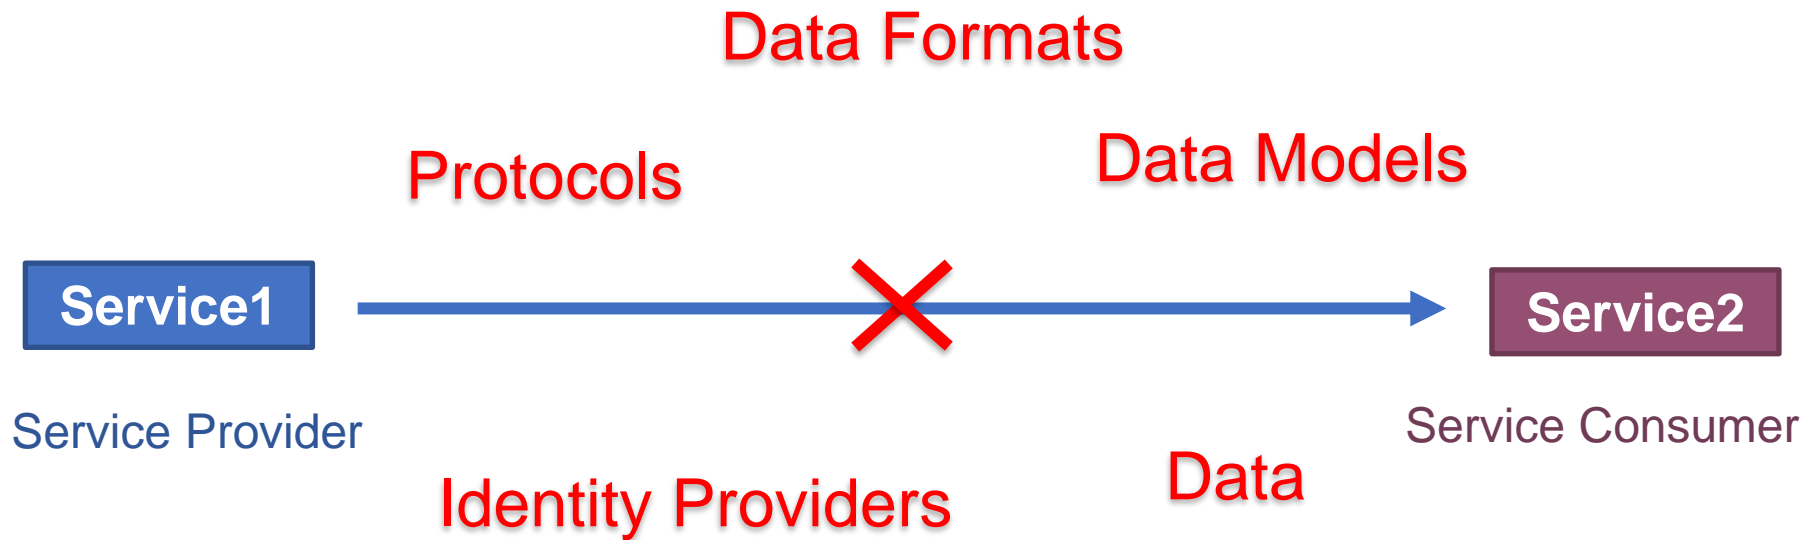 Data Formats
Protocols
Data Models
Service1
Service2
Service Provider
Service Consumer
Identity Providers
Data